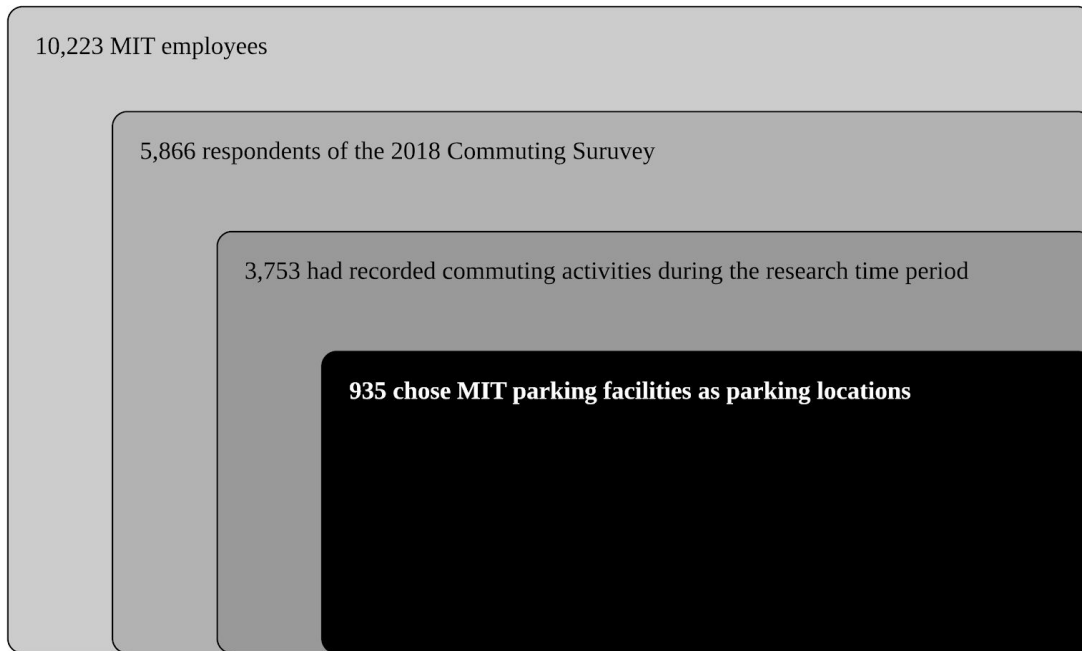 10,223 MIT employees
5,866 respondents of the 2018 Commuting Suruvey
3,753 had recorded commuting activities during the research time period
935 chose MIT parking facilities as parking locations